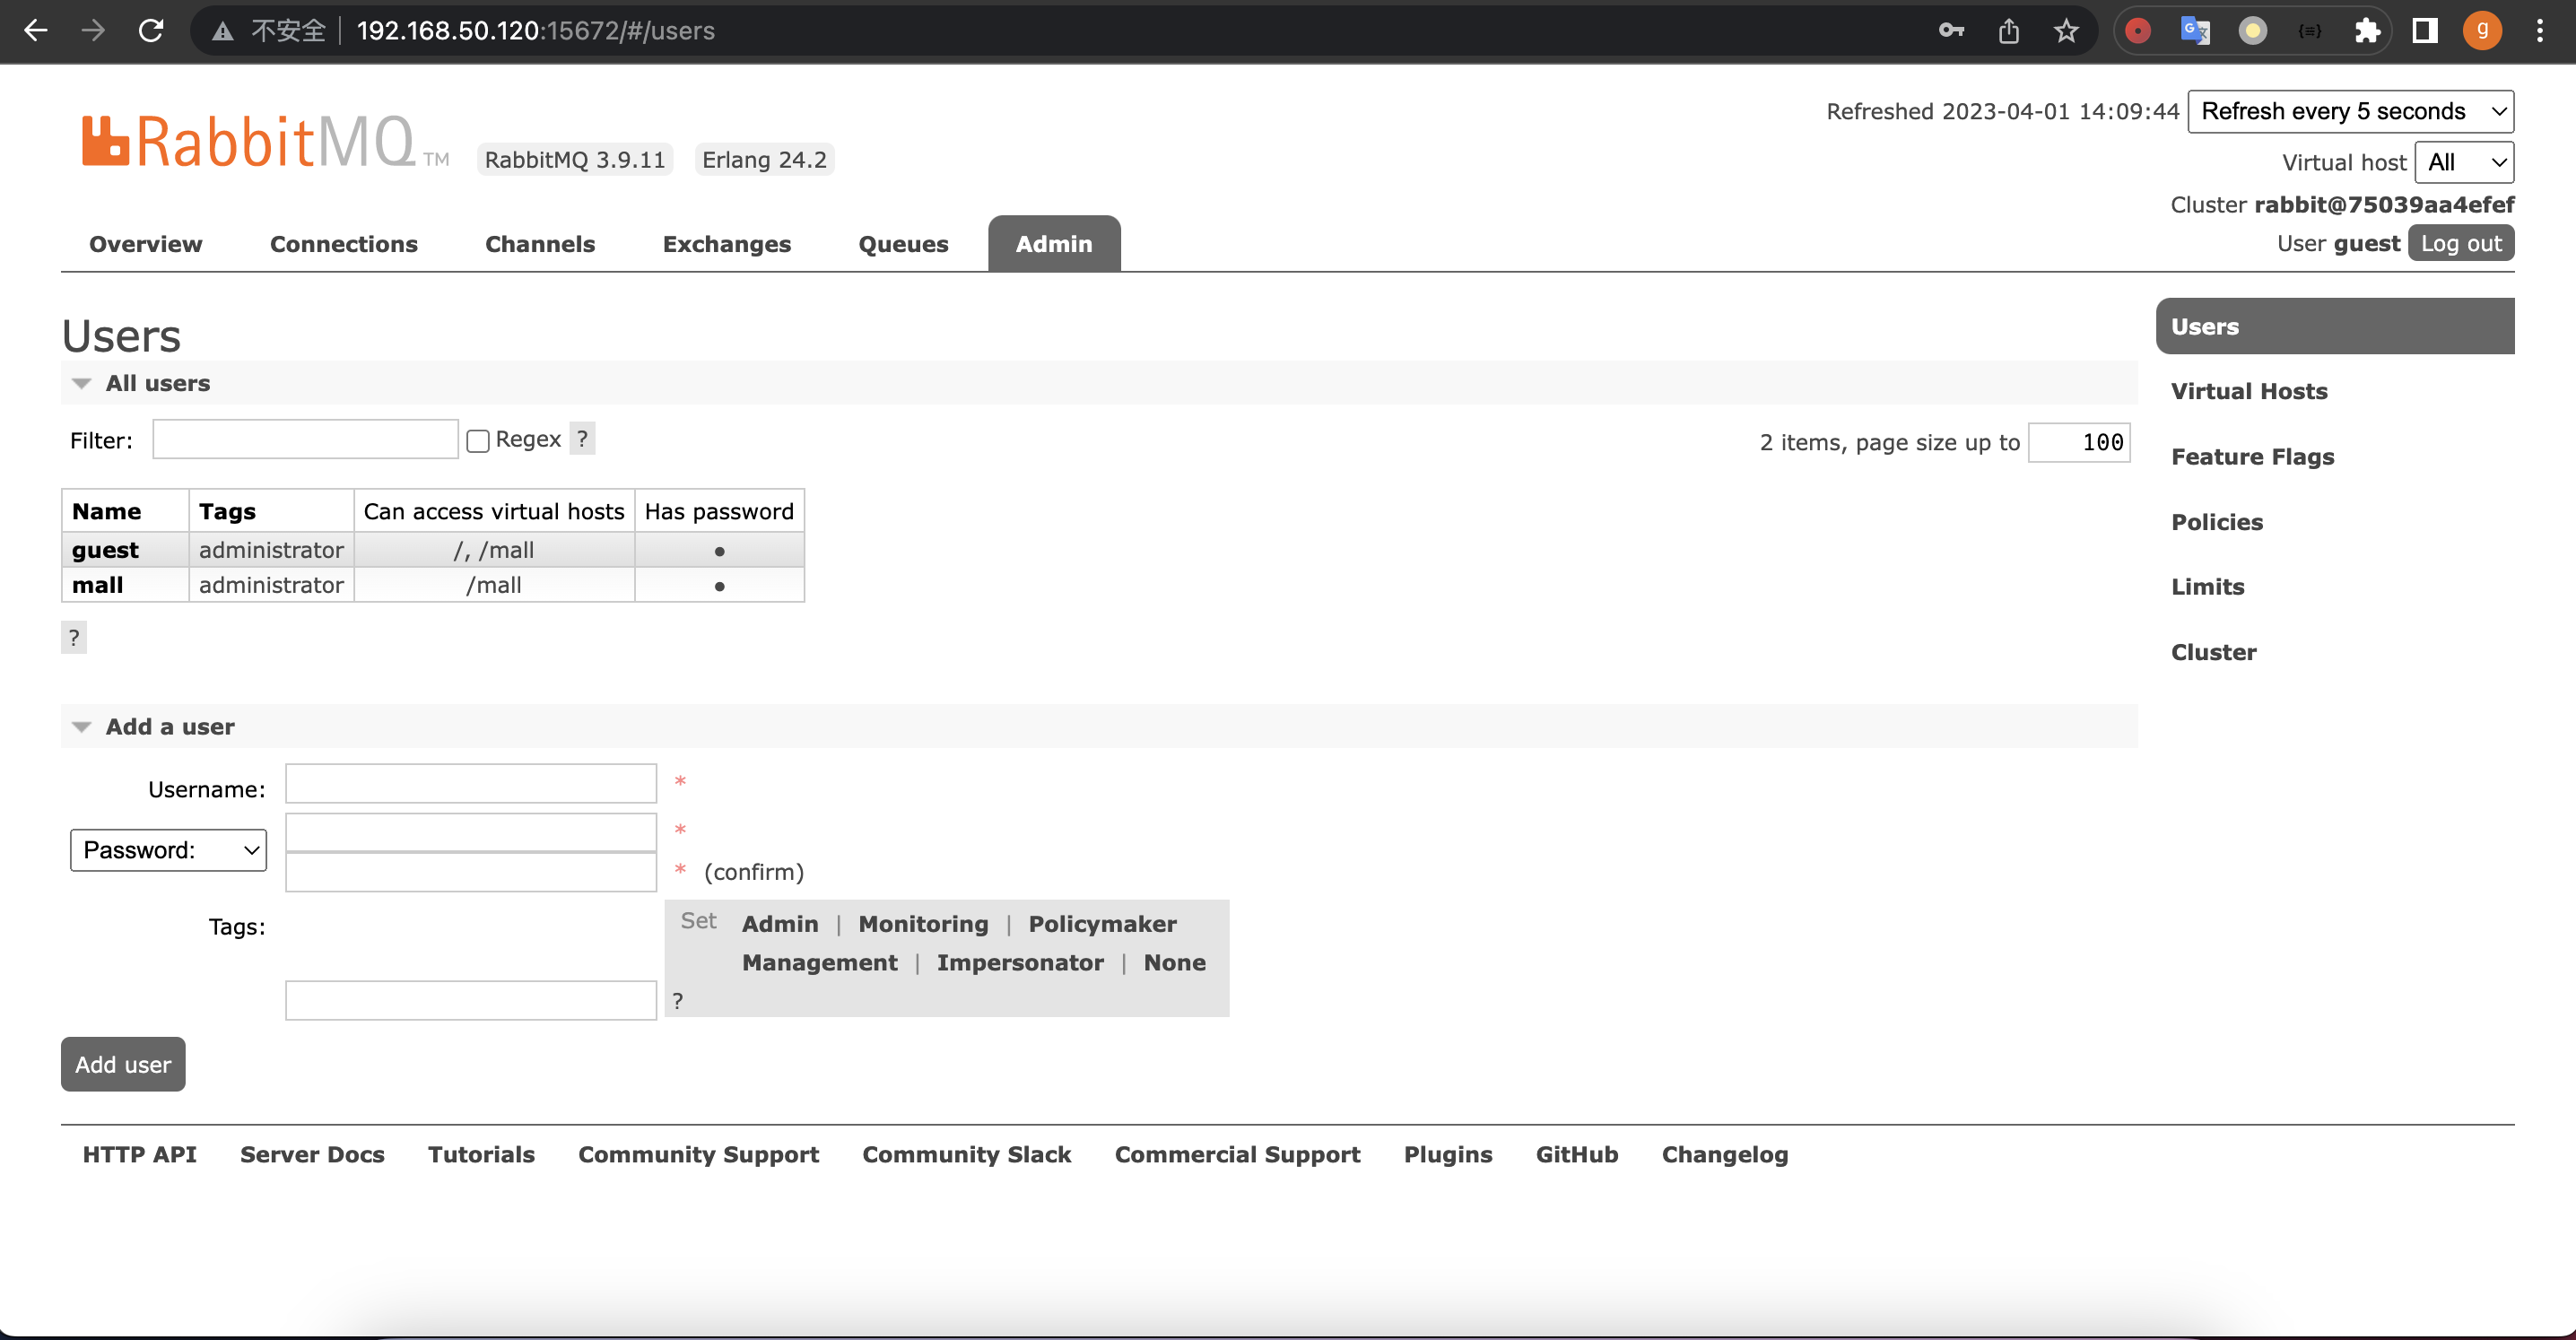 不安全 192.168.50.120:15672/#/users
g
RabbitMQ TM RabbitMQ 3.9.11 Erlang 24.2
Refreshed 2023-04-01 14:09:44 Refresh every 5 seconds
Virtual host All
Cluster rabbit@75039aa4efef
User guest Log out
Overview Connections Channels Exchanges Queues Admin
Users
All users
Filter: Regex ? 2 items, page size up to 100
Name Tags Can access virtual hosts Has password
guest administrator /, /mall ●
mall administrator /mall ●
?
Add a user
Username: *
Password: *
* (confirm)
Tags: Set Admin | Monitoring | Policymaker
Management | Impersonator | None
?
Add user
Users
Virtual Hosts
Feature Flags
Policies
Limits
Cluster
HTTP API Server Docs Tutorials Community Support Community Slack Commercial Support Plugins GitHub Changelog